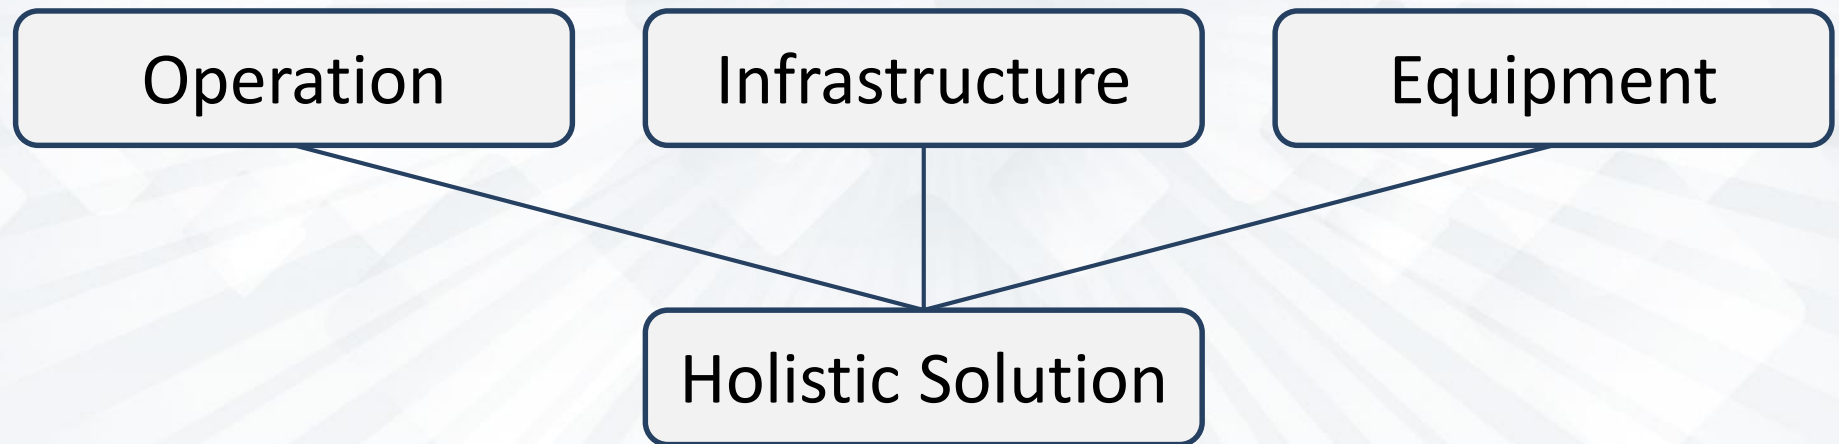 Operation
Infrastructure
Equipment
Holistic Solution